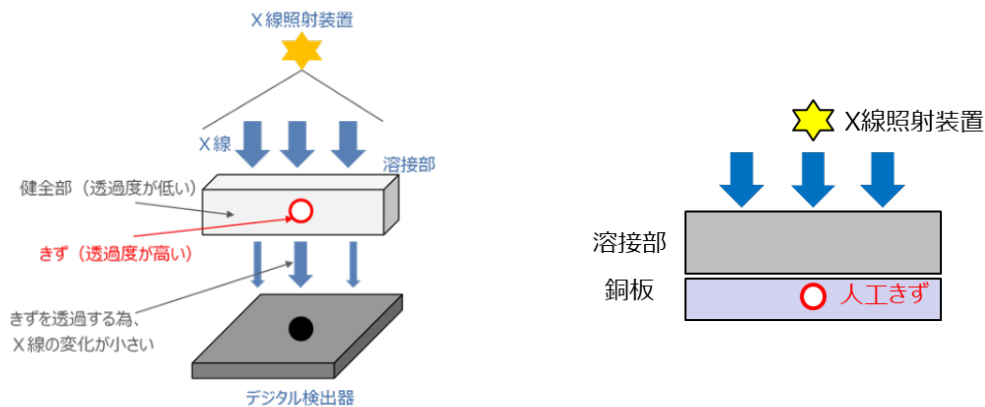 X線照射装置
X線
溶接部
健全部（透過度が低い）
きず（透過度が高い）
きずを透過する為、
X線の変化が小さい
デジタル検出器
X線照射装置
溶接部
銅板
人工きず